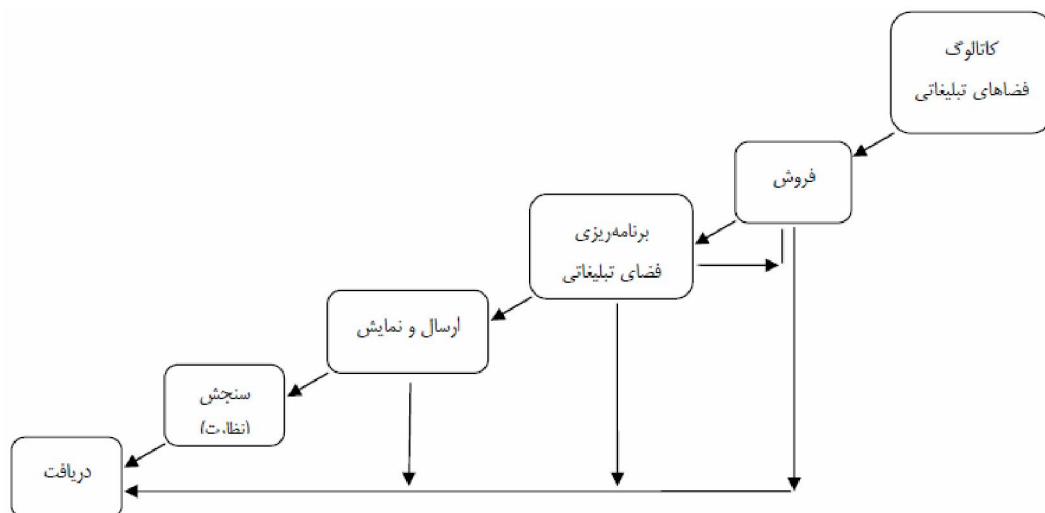 کاتالوگ
فضاهای تبلیغاتی
فروش
برنامه‌ریزی
فضای تبلیغاتی
ارسال و نمایش
سنجش
(نظارت)
دریافت